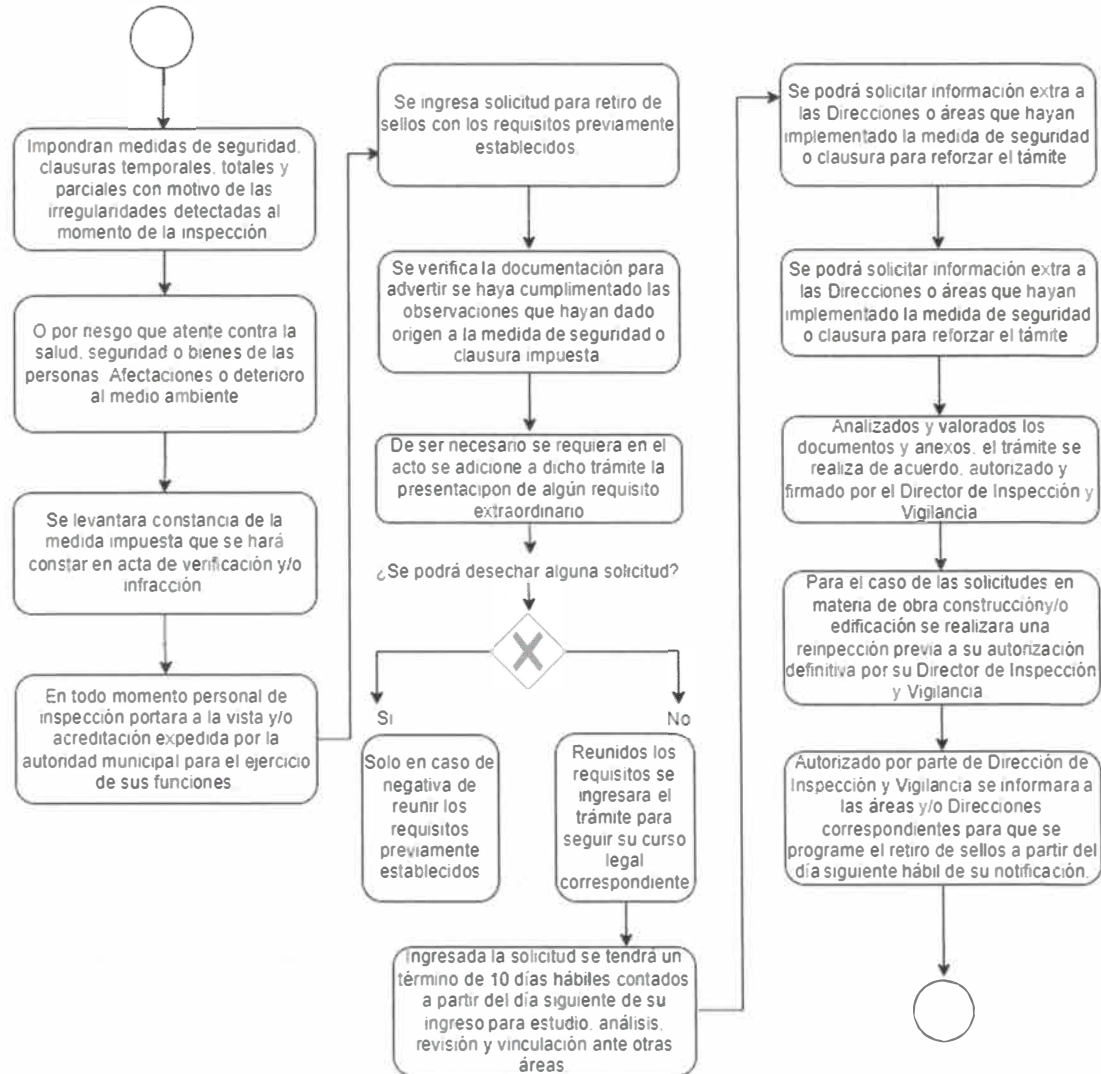 Impondran medidas de seguridad,
clausuras temporales, totales y
parciales con motivo de las
irregularidades detectadas al
momento de la inspección
O por riesgo que atente contra la
salud, seguridad o bienes de las
personas. Afectaciones o deterioro
al medio ambiente
Se levantara constancia de la
medida impuesta que se hará
constar en acta de verificación y/o
infracción
En todo momento personal de
inspección portara a la vista y/o
acreditación expedida por la
autoridad municipal para el ejercicio
de sus funciones
Se ingresa solicitud para retiro de
sellos con los requisitos previamente
establecidos.
Se verifica la documentación para
advertir se haya cumplimentado las
observaciones que hayan dado
origen a la medida de seguridad o
clausura impuesta
De ser necesario se requiera en el
acto se adicione a dicho trámite la
presentacipon de algún requisito
extraordinario
¿Se podrá desechar alguna solicitud?
Si
No
Solo en caso de
negativa de
reunir los
requisitos
previamente
establecidos
Reunidos los
requisitos se
ingresara el
trámite para
seguir su curso
legal
correspondiente
Ingresada la solicitud se tendrá un
término de 10 días hábiles contados
a partir del día siguiente de su
ingreso para estudio, análisis,
revisión y vinculación ante otras
áreas
Se podrá solicitar información extra a
las Direcciones o áreas que hayan
implementado la medida de seguridad
o clausura para reforzar el támite
Se podrá solicitar información extra a
las Direcciones o áreas que hayan
implementado la medida de seguridad
o clausura para reforzar el támite
Analizados y valorados los
documentos y anexos, el trámite se
realiza de acuerdo, autorizado y
firmado por el Director de Inspección y
Vigilancia
Para el caso de las solicitudes en
materia de obra construccióny/o
edificación se realizara una
reinpección previa a su autorización
definitiva por su Director de Inspección
y Vigilancia
Autorizado por parte de Dirección de
Inspección y Vigilancia se informara a
las áreas y/o Direcciones
correspondientes para que se
programe el retiro de sellos a partir del
día siguiente hábil de su notificación.